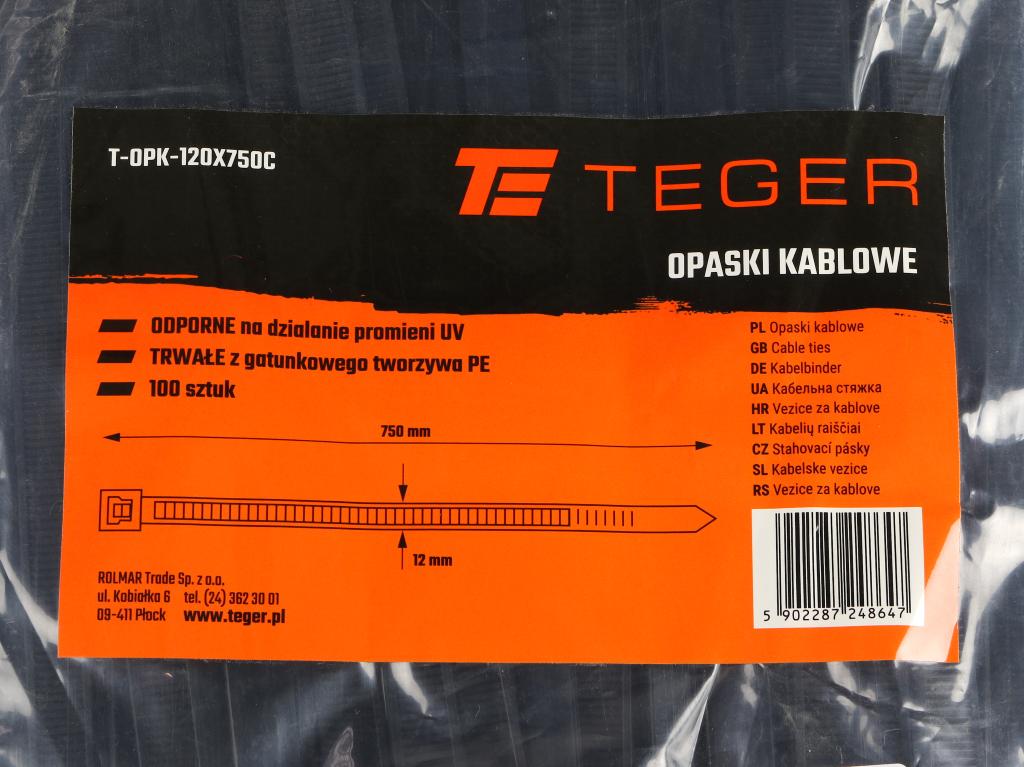 T-OPK-120X750C
TEGER
OPASKI KABLOWE
ODPORNE na działanie promieni UV
TRWAŁE z gatunkowego tworzywa PE
100 sztuk
PL Opaski kablowe
GB Cable ties
DE Kabelbinder
UA Кабельна стяжка
HR Vezice za kablove
LT Kabelių raiščiai
CZ Stahovací pásky
SL Kabelske vezice
RS Vezice za kablove
750 mm
12 mm
ROLMAR Trade Sp. z o.o.
ul. Kobiałka 6 tel. (24) 362 30 01
09-411 Płock www.teger.pl
5 902287 248647